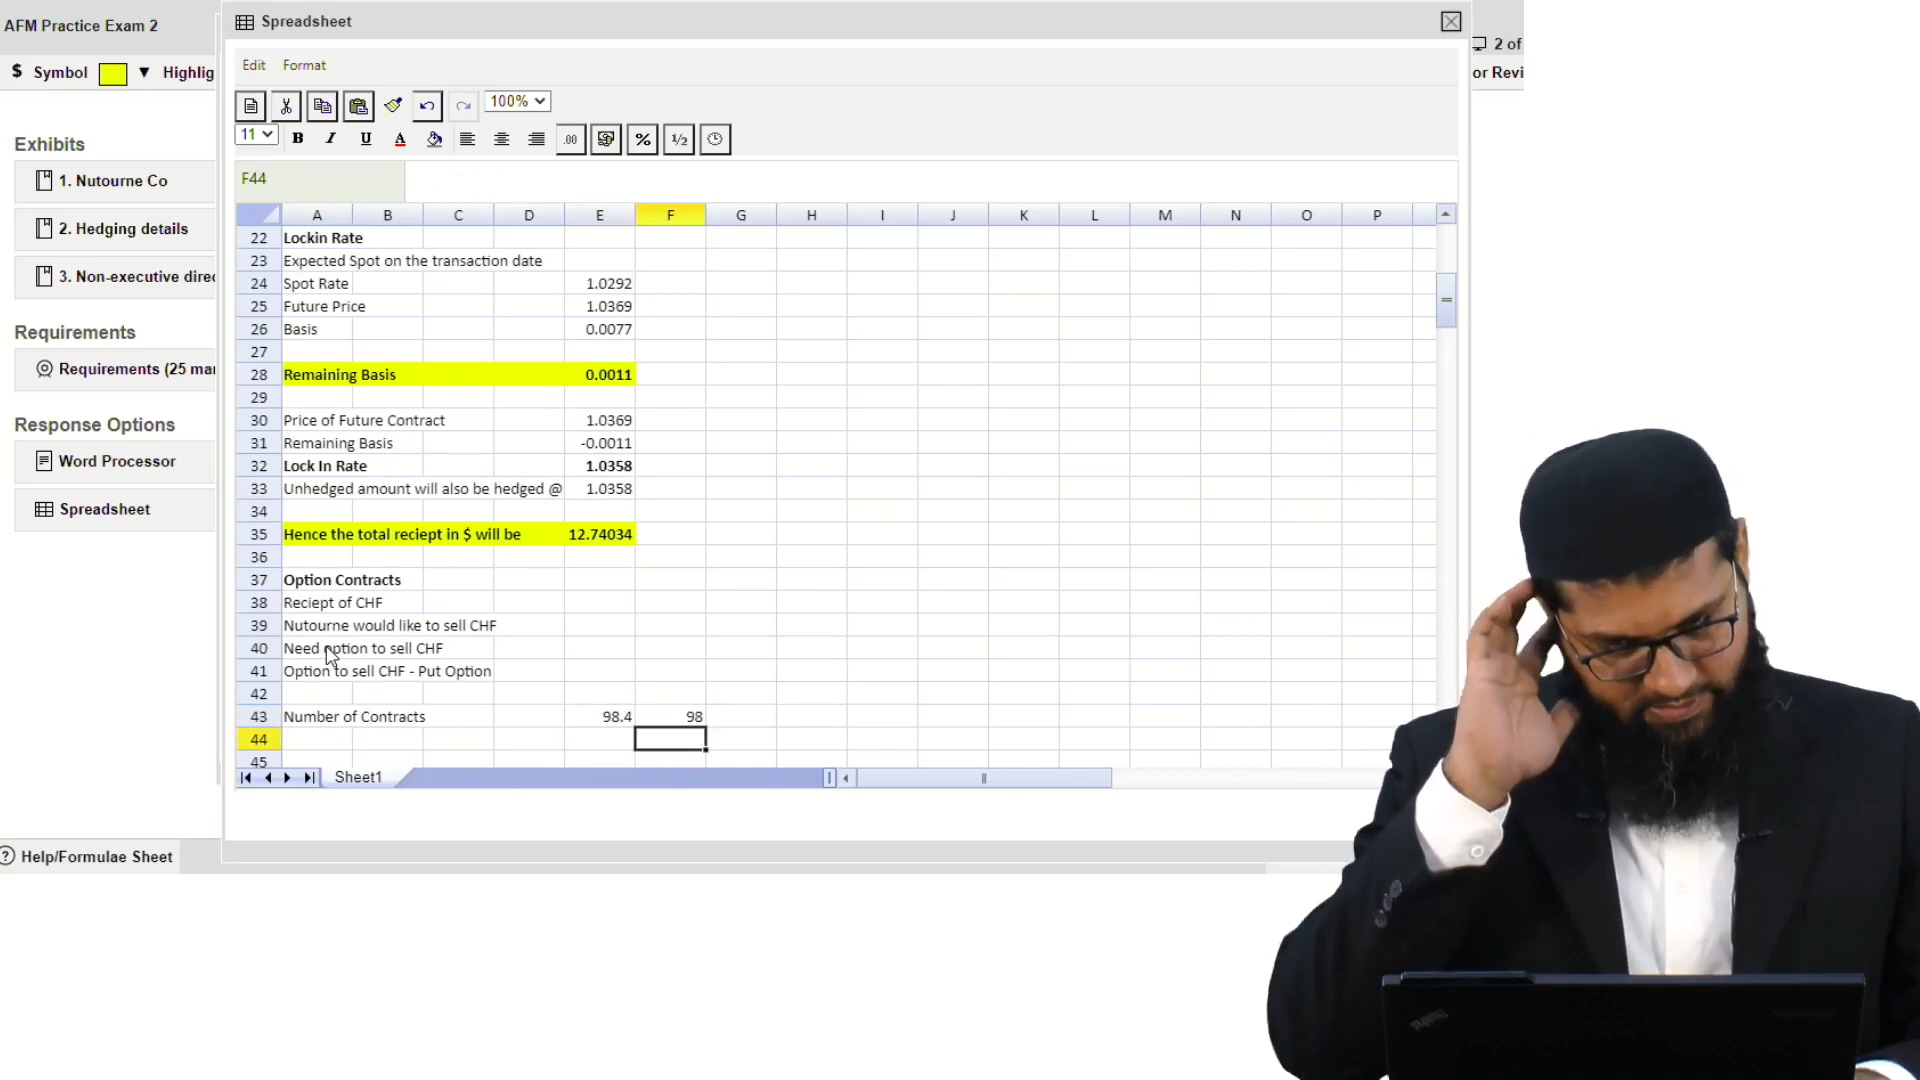 AFM Practice Exam 2
Spreadsheet
2 of
$ Symbol ▼ Highlig
or Revi
Edit Format
100%
11 B I U A .00 % 1/2
F44
Exhibits
1. Nutourne Co
2. Hedging details
3. Non-executive direc
Requirements
Requirements (25 mar
Response Options
Word Processor
Spreadsheet
A B C D E F G H I J K L M N O P
22 Lockin Rate
23 Expected Spot on the transaction date
24 Spot Rate 1.0292
25 Future Price 1.0369
26 Basis 0.0077
27
28 Remaining Basis 0.0011
29
30 Price of Future Contract 1.0369
31 Remaining Basis -0.0011
32 Lock In Rate 1.0358
33 Unhedged amount will also be hedged @ 1.0358
34
35 Hence the total reciept in $ will be 12.74034
36
37 Option Contracts
38 Reciept of CHF
39 Nutourne would like to sell CHF
40 Need option to sell CHF
41 Option to sell CHF - Put Option
42
43 Number of Contracts 98.4 98
44
45
Sheet1
? Help/Formulae Sheet